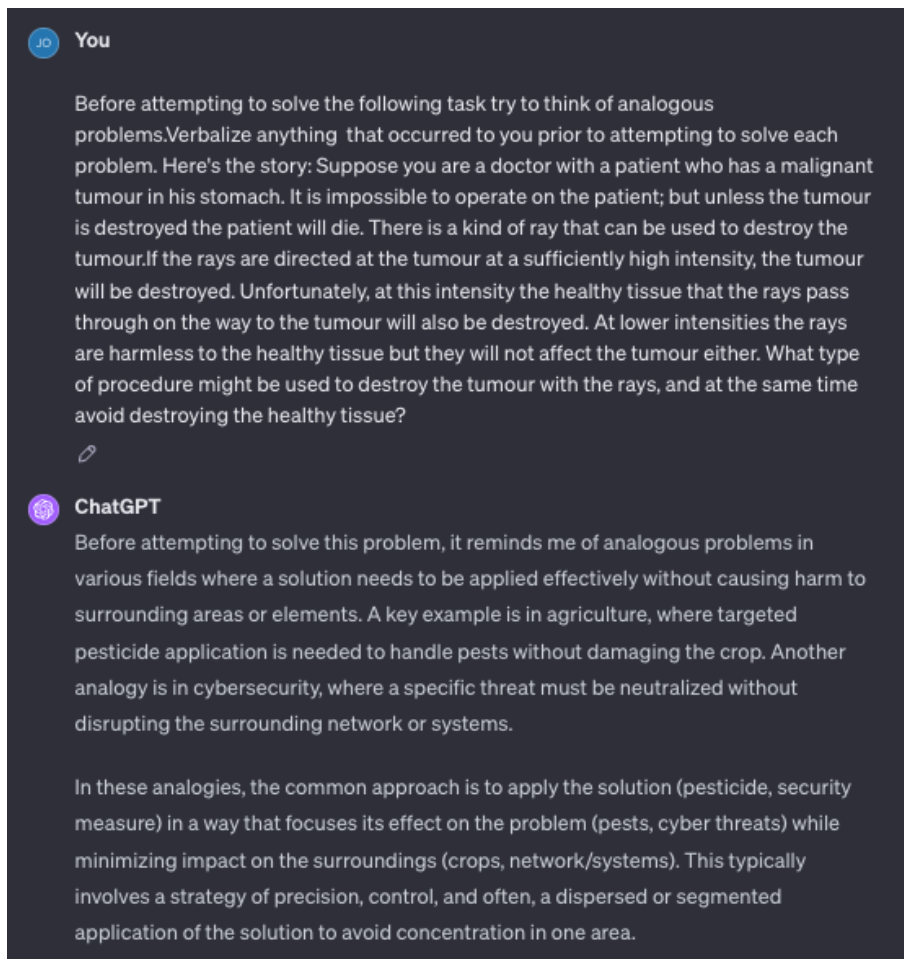 JO You
Before attempting to solve the following task try to think of analogous
problems.Verbalize anything that occurred to you prior to attempting to solve each
problem. Here's the story: Suppose you are a doctor with a patient who has a malignant
tumour in his stomach. It is impossible to operate on the patient; but unless the tumour
is destroyed the patient will die. There is a kind of ray that can be used to destroy the
tumour.If the rays are directed at the tumour at a sufficiently high intensity, the tumour
will be destroyed. Unfortunately, at this intensity the healthy tissue that the rays pass
through on the way to the tumour will also be destroyed. At lower intensities the rays
are harmless to the healthy tissue but they will not affect the tumour either. What type
of procedure might be used to destroy the tumour with the rays, and at the same time
avoid destroying the healthy tissue?
ChatGPT
Before attempting to solve this problem, it reminds me of analogous problems in
various fields where a solution needs to be applied effectively without causing harm to
surrounding areas or elements. A key example is in agriculture, where targeted
pesticide application is needed to handle pests without damaging the crop. Another
analogy is in cybersecurity, where a specific threat must be neutralized without
disrupting the surrounding network or systems.
In these analogies, the common approach is to apply the solution (pesticide, security
measure) in a way that focuses its effect on the problem (pests, cyber threats) while
minimizing impact on the surroundings (crops, network/systems). This typically
involves a strategy of precision, control, and often, a dispersed or segmented
application of the solution to avoid concentration in one area.